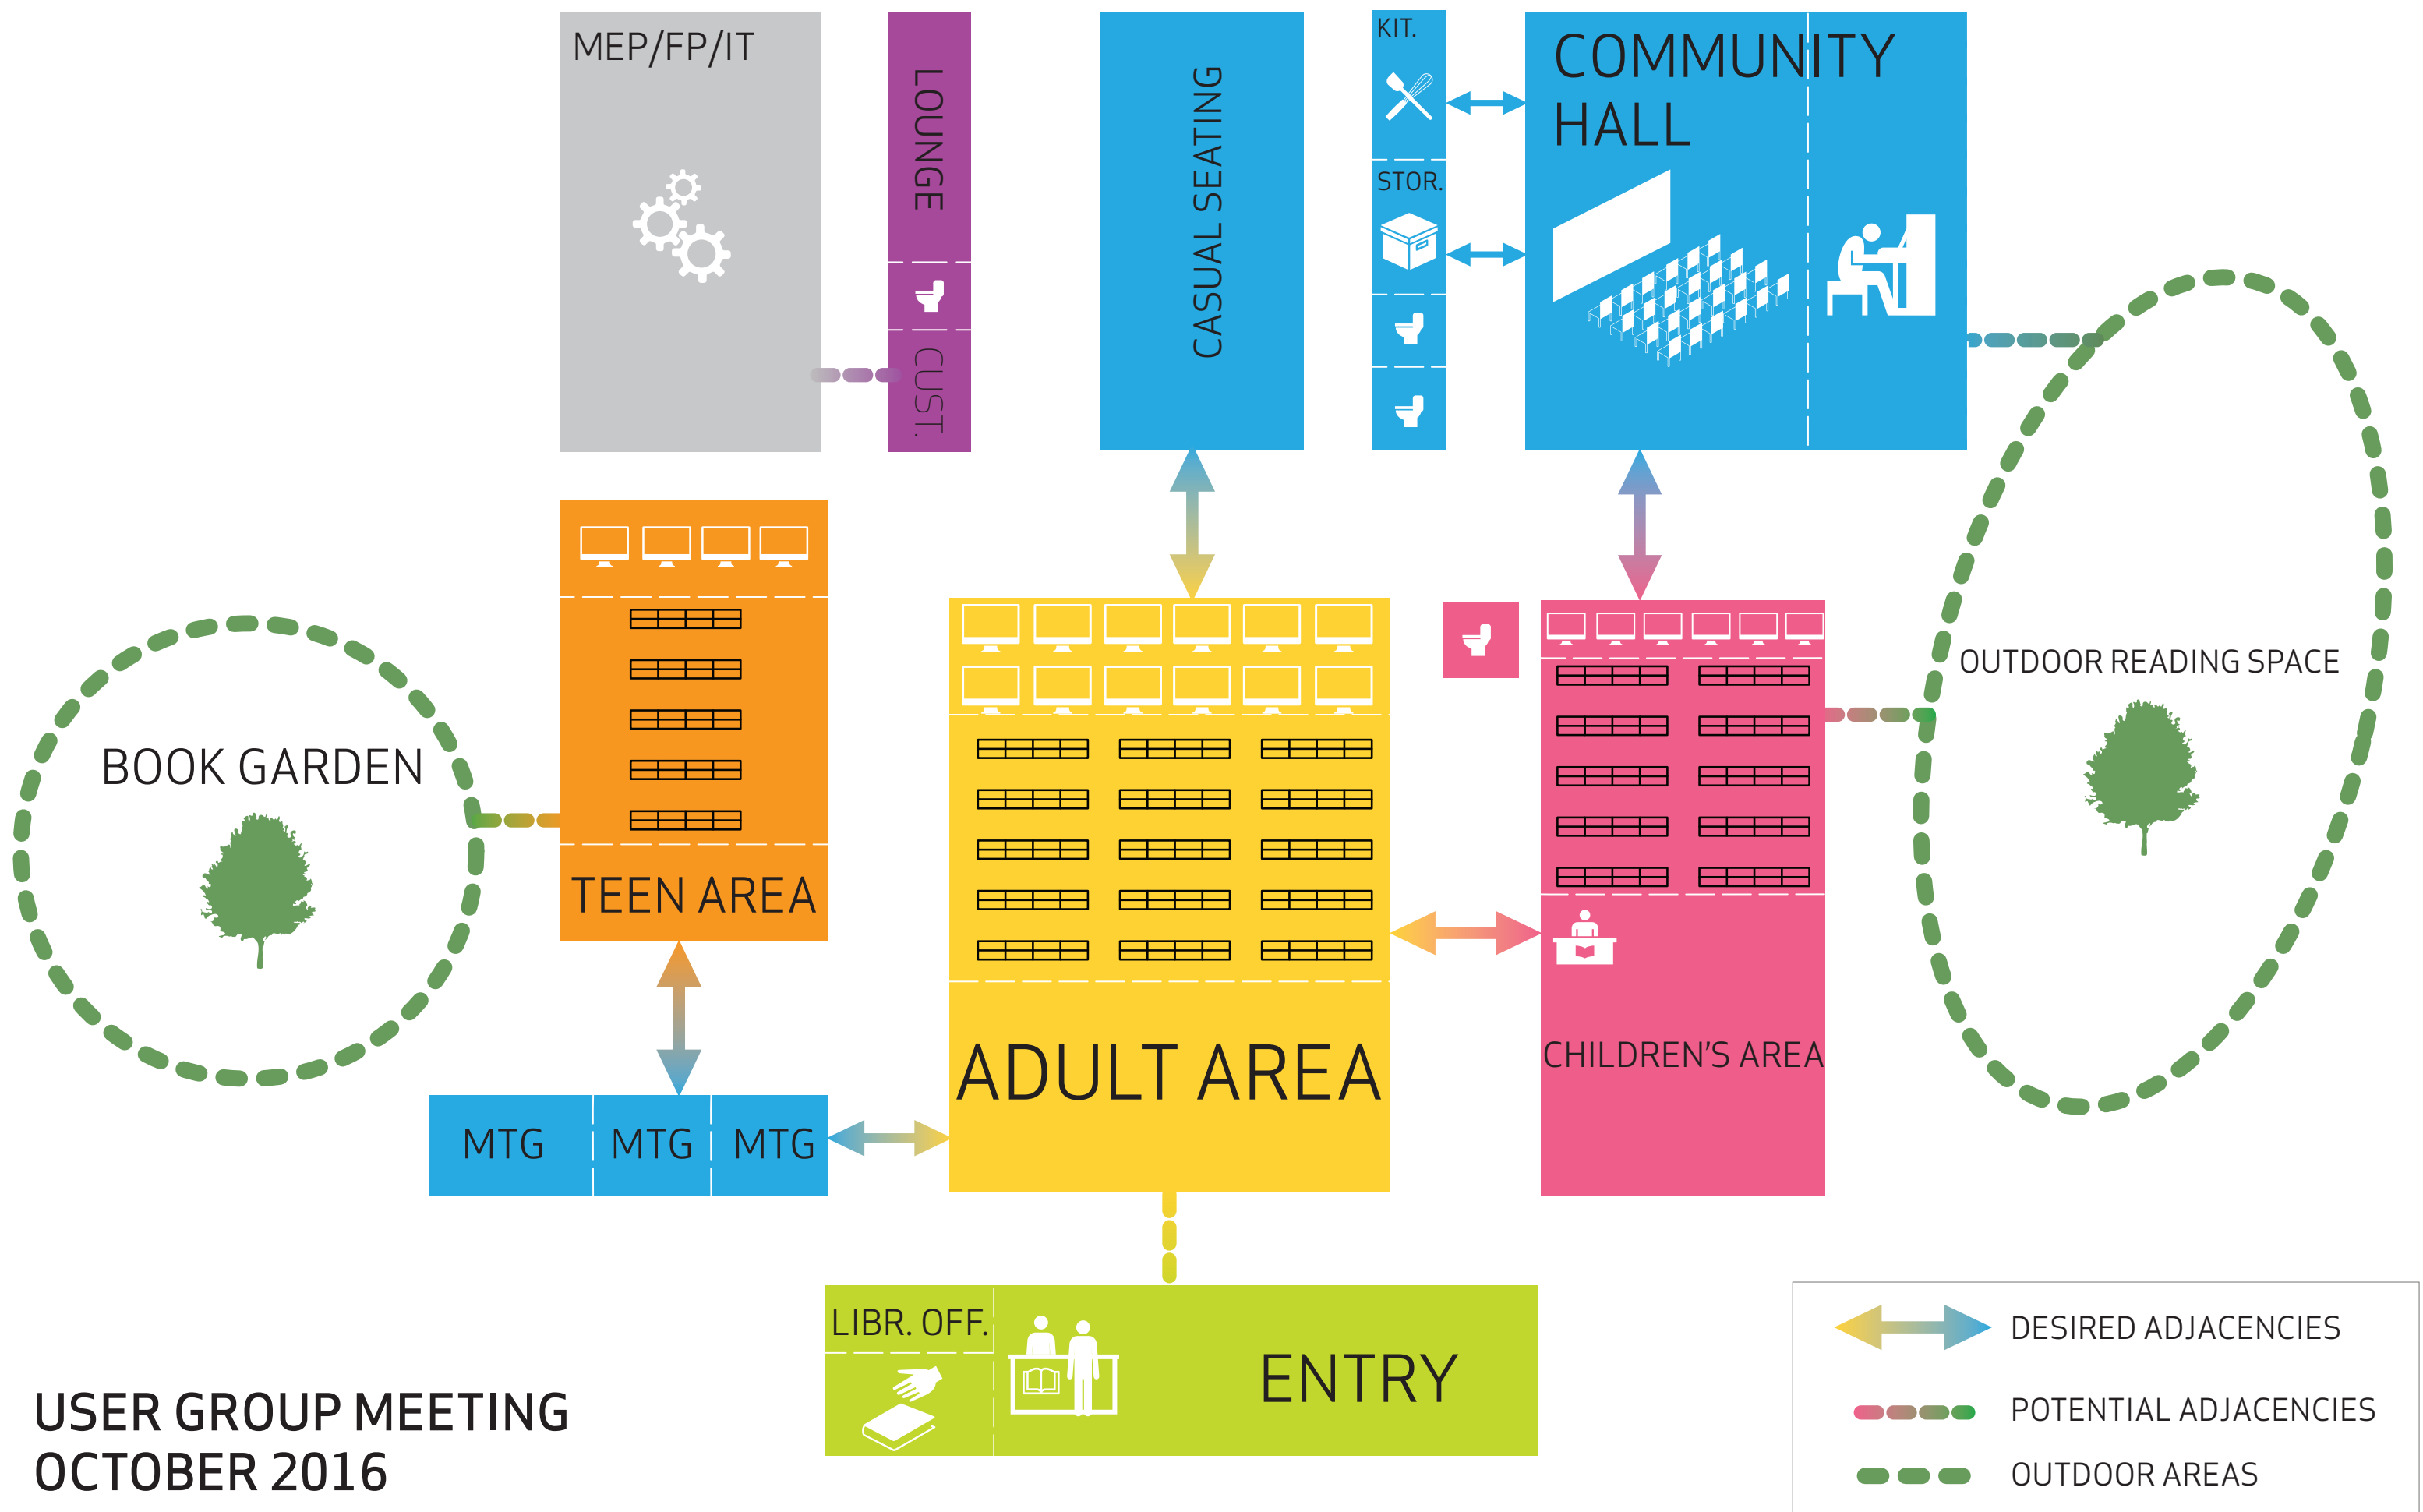 MEP/FP/IT
LOUNGE
CUST.
CASUAL SEATING
KIT.
STOR.
COMMUNITY
HALL
BOOK GARDEN
TEEN AREA
OUTDOOR READING SPACE
ADULT AREA
CHILDREN'S AREA
MTG
MTG
MTG
LIBR. OFF.
ENTRY
USER GROUP MEETING
OCTOBER 2016
DESIRED ADJACENCIES
POTENTIAL ADJACENCIES
OUTDOOR AREAS